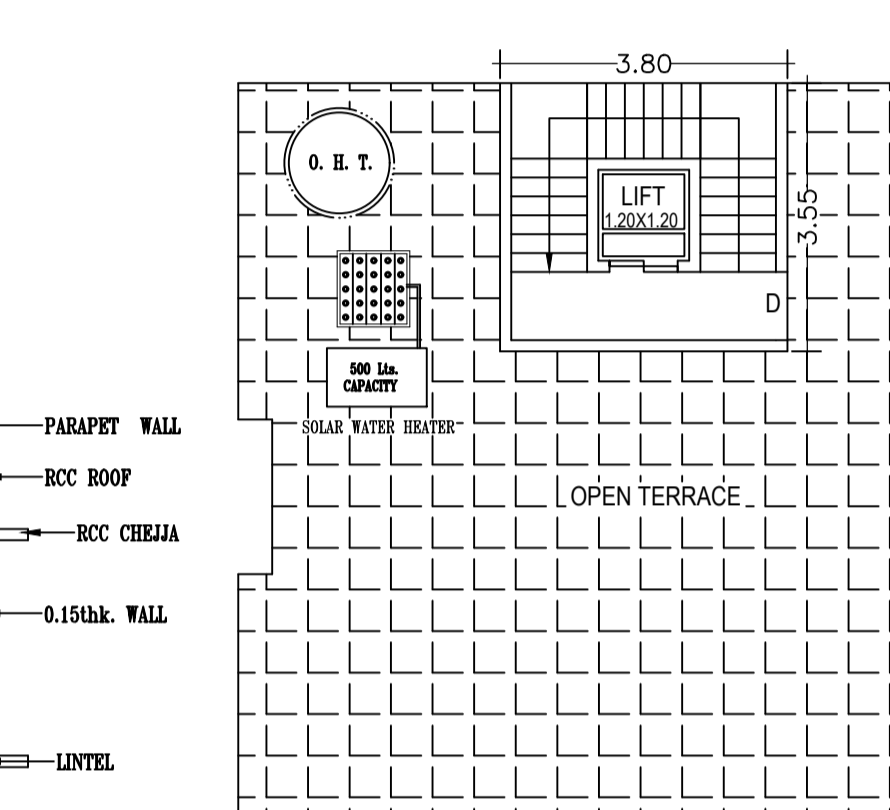 3.80
O. H. T.
LIFT
1.20X1.20
3.55
D
500 Lts.
CAPACITY
SOLAR WATER HEATER
PARAPET WALL
RCC ROOF
OPEN TERRACE
RCC CHEJJA
0.15thk. WALL
LINTEL